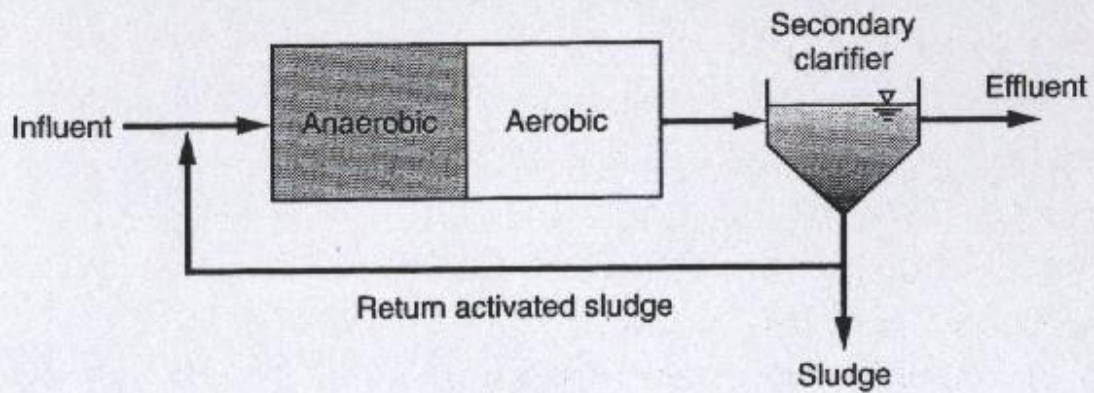 Secondary
clarifier
Effluent
Influent
Anaerobic
Aerobic
Return activated sludge
Sludge